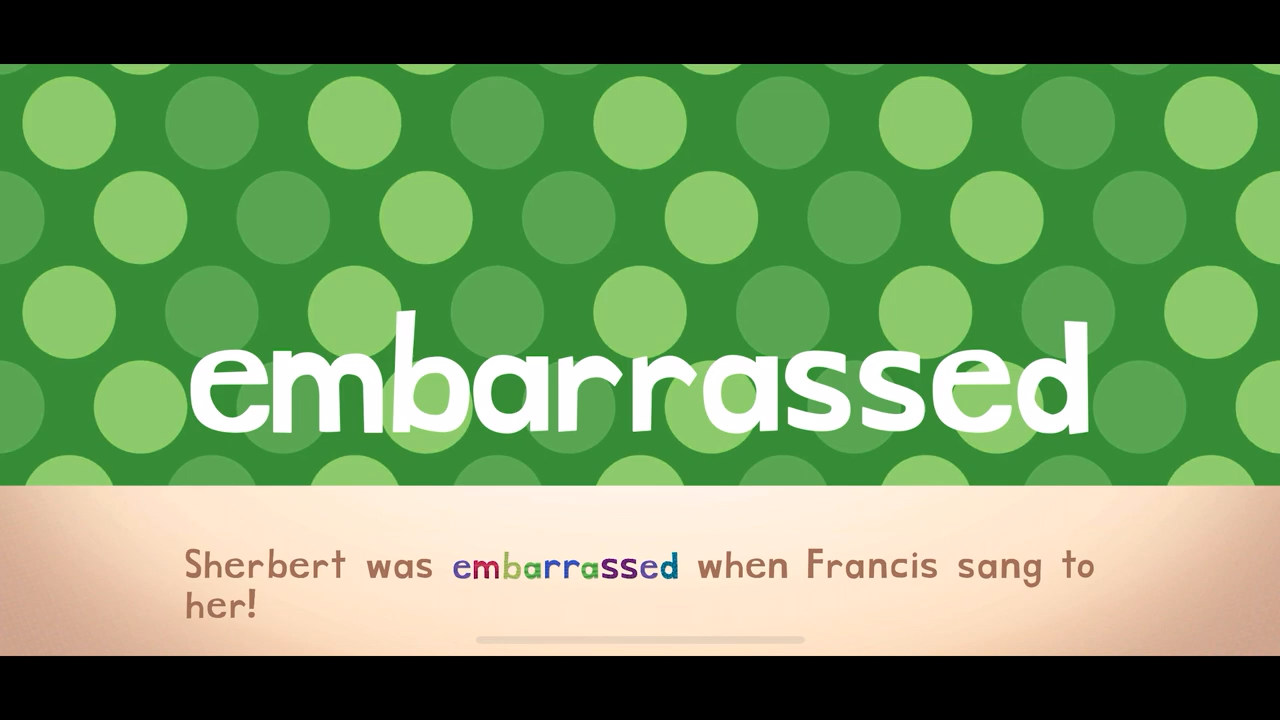 embarrassed
Sherbert was embarrassed when Francis sang to
her!